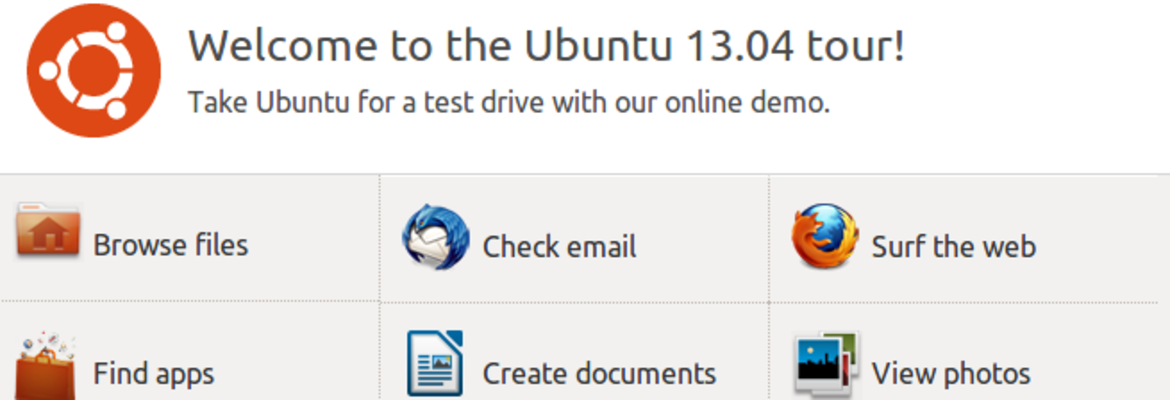 Welcome to the Ubuntu 13.04 tour!
Take Ubuntu for a test drive with our online demo.
Browse files
Check email
Surf the web
Find apps
Create documents
View photos